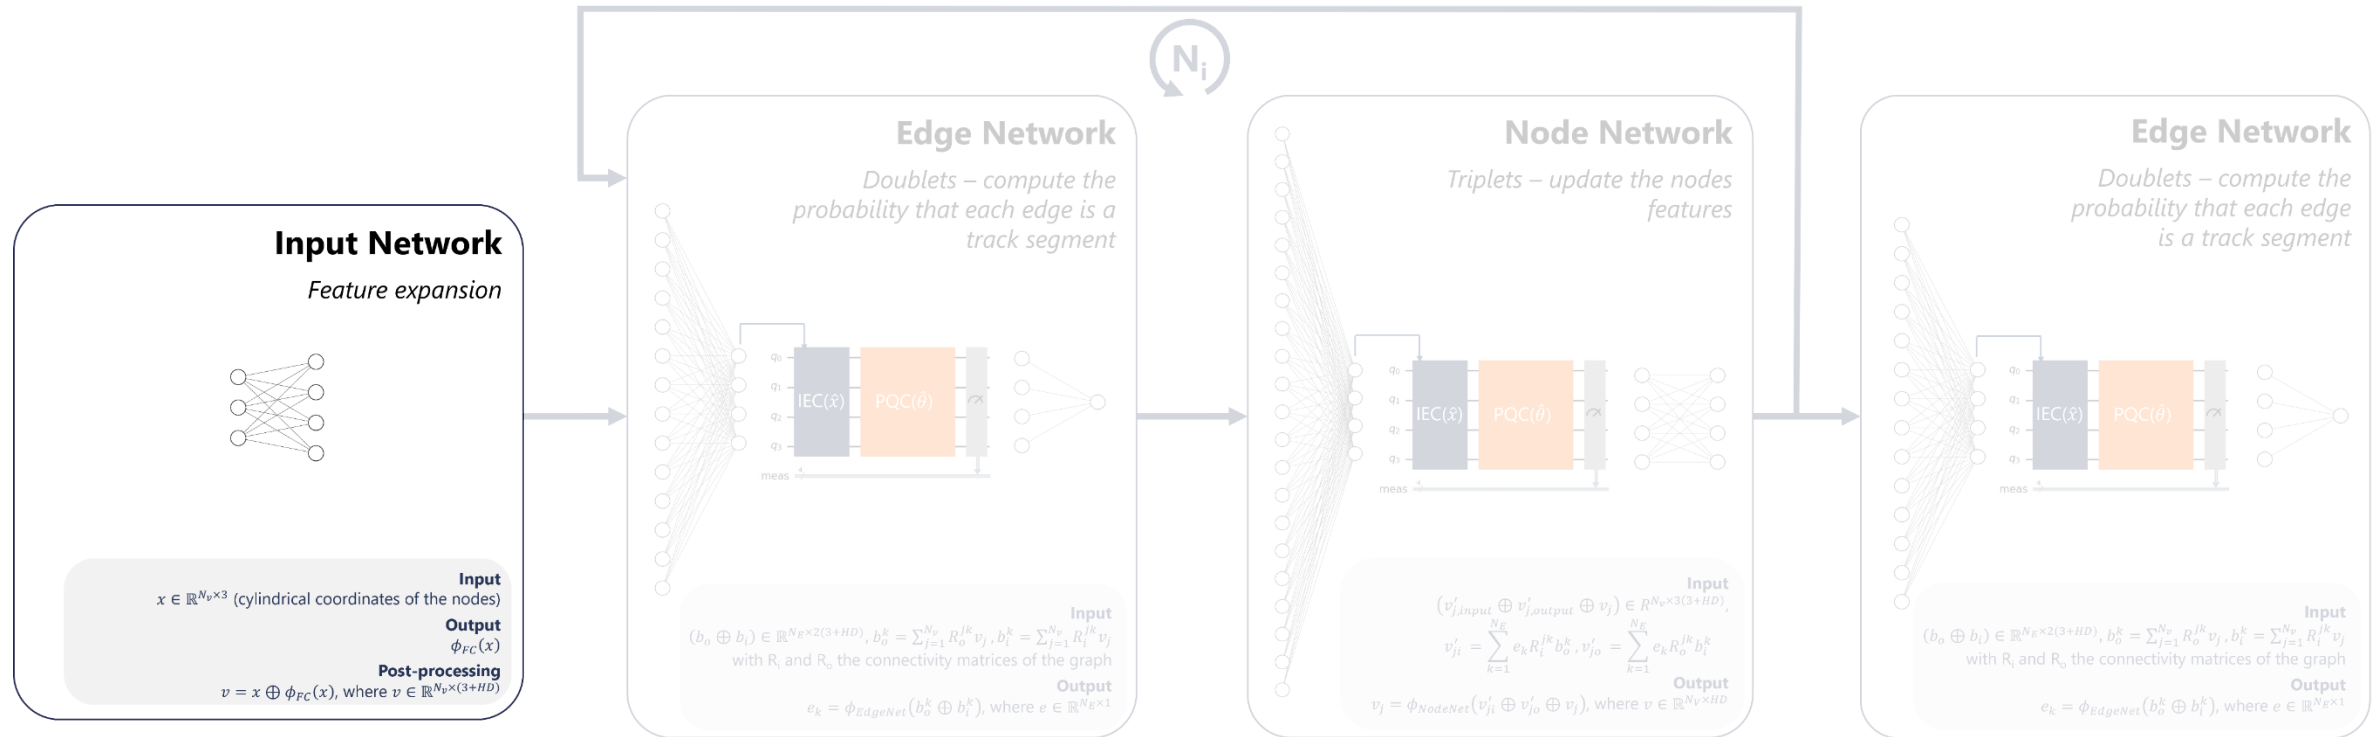 N_i
Input Network
Feature expansion
Input
x ∈ ℝ^{N_v×3} (cylindrical coordinates of the nodes)
Output
ϕ_{FC}(x)
Post-processing
v = x ⊕ ϕ_{FC}(x), where v ∈ ℝ^{N_v×(3+HD)}
Edge Network
Doublets – compute the
probability that each edge is a
track segment
q₀
q₁
q₂
q₃
IEC(x̂)
PQC(θ̂)
meas
4
Input
(b_o ⊕ b_i) ∈ ℝ^{N_E×2(3+HD)}, b_o^k = ∑_{j=1}^{N_v} R_o^{jk} v_j , b_i^k = ∑_{j=1}^{N_v} R_i^{jk} v_j
with R_i and R_o the connectivity matrices of the graph
Output
e_k = ϕ_{EdgeNet}(b_o^k ⊕ b_i^k), where e ∈ ℝ^{N_E×1}
Node Network
Triplets – update the nodes
features
q₀
q₁
q₂
q₃
IEC(x̂)
PQC(θ̂)
meas
4
Input
(v′_{j,input} ⊕ v′_{j,output} ⊕ v_j) ∈ R^{N_v×3(3+HD)},
v′_{ji} = ∑_{k=1}^{N_E} e_k R_i^{jk} b_o^k , v′_{jo} = ∑_{k=1}^{N_E} e_k R_o^{jk} b_i^k
Output
v_j = ϕ_{NodeNet}(v′_{ji} ⊕ v′_{jo} ⊕ v_j), where v ∈ ℝ^{N_V×HD}
Edge Network
Doublets – compute the
probability that each edge
is a track segment
q₀
q₁
q₂
q₃
IEC(x̂)
PQC(θ̂)
meas
4
Input
(b_o ⊕ b_i) ∈ ℝ^{N_E×2(3+HD)}, b_o^k = ∑_{j=1}^{N_v} R_o^{jk} v_j , b_i^k = ∑_{j=1}^{N_v} R_i^{jk} v_j
with R_i and R_o the connectivity matrices of the graph
Output
e_k = ϕ_{EdgeNet}(b_o^k ⊕ b_i^k), where e ∈ ℝ^{N_E×1}